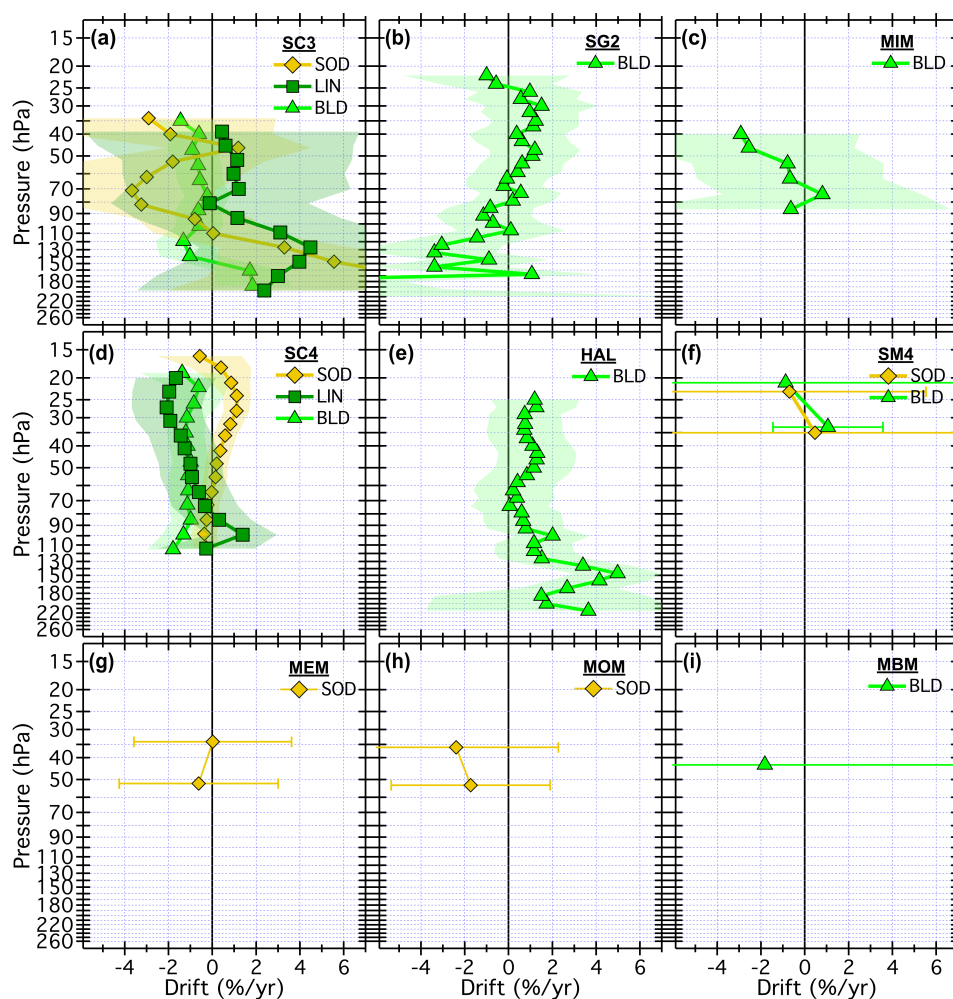 (a)
SC3
SOD
LIN
BLD
(b)
SG2
BLD
(c)
MIM
BLD
Pressure (hPa)
15
20
25
30
40
50
70
90
110
130
150
180
220
260
(d)
SC4
SOD
LIN
BLD
(e)
HAL
BLD
(f)
SM4
SOD
BLD
Pressure (hPa)
15
20
25
30
40
50
70
90
110
130
150
180
220
260
(g)
MEM
SOD
(h)
MOM
SOD
(i)
MBM
BLD
Pressure (hPa)
15
20
25
30
40
50
70
90
110
130
150
170
190
220
260
-4 -2 0 2 4 6
-4 -2 0 2 4 6
-4 -2 0 2 4 6
Drift (%/yr)
Drift (%/yr)
Drift (%/yr)